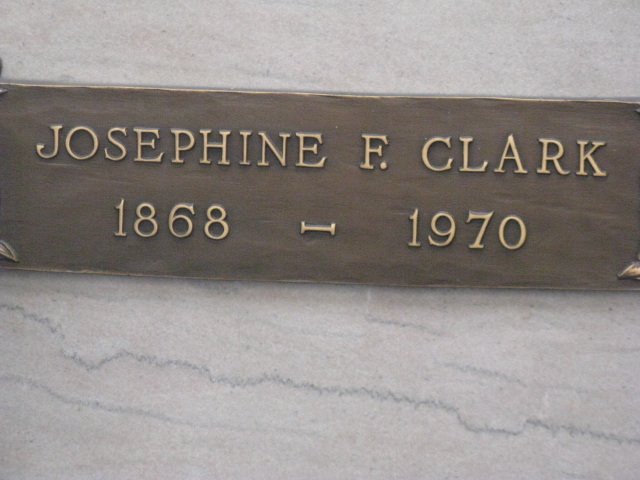 JOSEPHINE F. CLARK
1868 – 1970